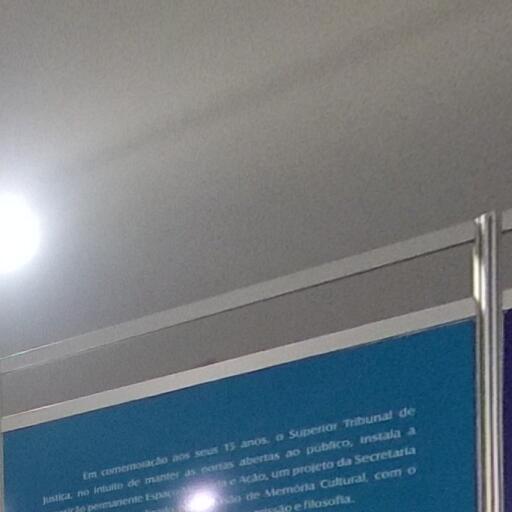 Em comemoração aos seus 15 anos, o Superior Tribunal de
Justiça, no intuito de manter as portas abertas ao público, instala a
permanente Espaço e Ação, um projeto da Secretaria
de Memória Cultural, com o
e filosofia.